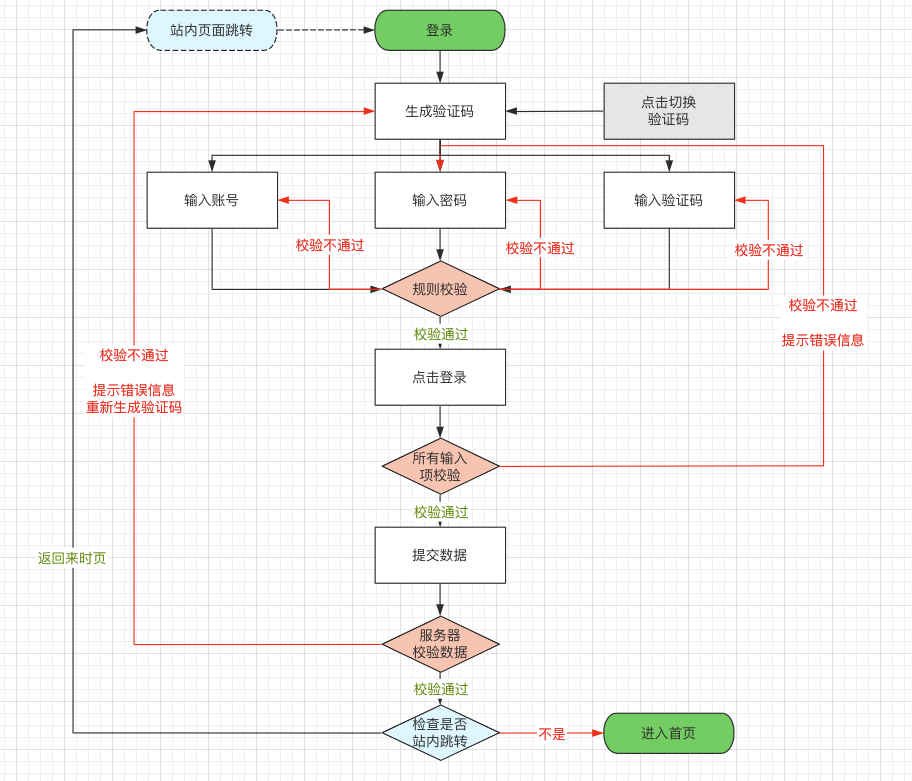 站内页面跳转
登录
生成验证码
点击切换
验证码
输入账号
输入密码
输入验证码
校验不通过
校验不通过
校验不通过
规则校验
校验不通过
提示错误信息
校验通过
校验不通过
提示错误信息
重新生成验证码
点击登录
所有输入
项校验
校验通过
提交数据
返回来时页
服务器
校验数据
校验通过
检查是否
站内跳转
不是
进入首页